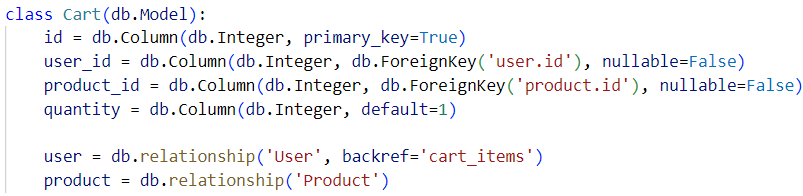 class Cart(db.Model):
    id = db.Column(db.Integer, primary_key=True)
    user_id = db.Column(db.Integer, db.ForeignKey('user.id'), nullable=False)
    product_id = db.Column(db.Integer, db.ForeignKey('product.id'), nullable=False)
    quantity = db.Column(db.Integer, default=1)

    user = db.relationship('User', backref='cart_items')
    product = db.relationship('Product')